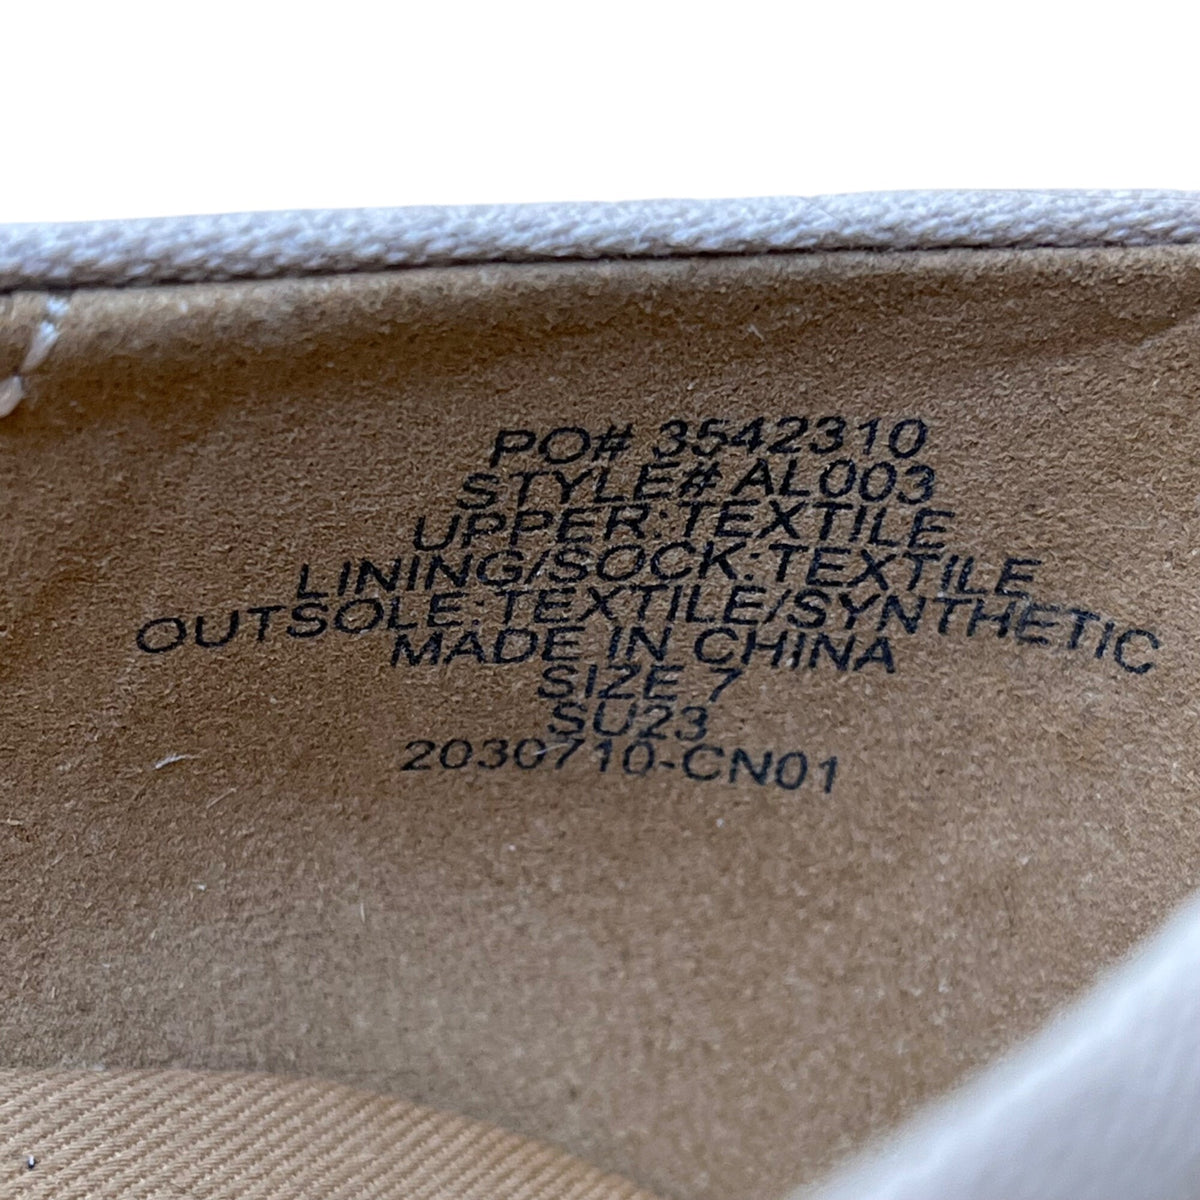 PO# 3542310
STYLE# AL003
UPPER:TEXTILE
LINING/SOCK:TEXTILE
OUTSOLE:TEXTILE/SYNTHETIC
MADE IN CHINA
SIZE 7
SU23
2030710-CN01